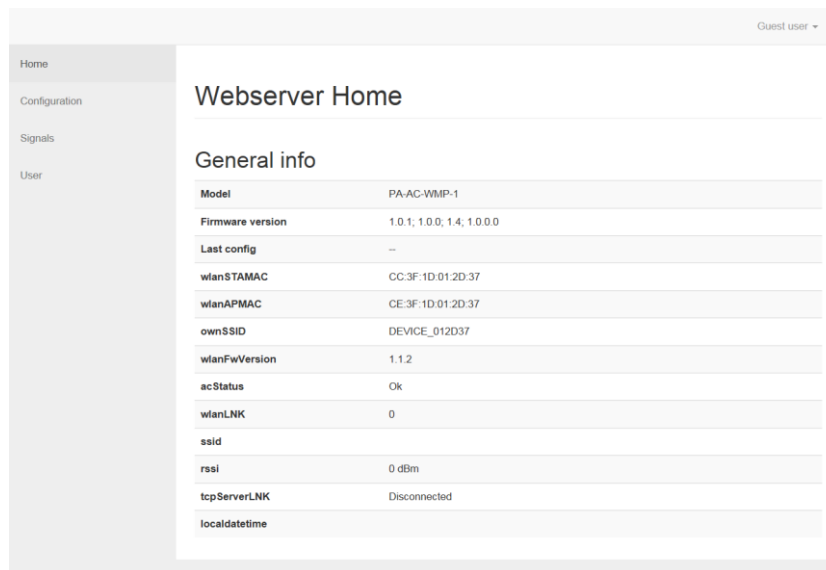 Guest user
Home
Configuration
Signals
User
Webserver Home
General info
Model PA-AC-WMP-1
Firmware version 1.0.1; 1.0.0; 1.4; 1.0.0.0
Last config --
wlanSTAMAC CC:3F:1D:01:2D:37
wlanAPMAC CE:3F:1D:01:2D:37
ownSSID DEVICE_012D37
wlanFwVersion 1.1.2
acStatus Ok
wlanLNK 0
ssid
rssi 0 dBm
tcpServerLNK Disconnected
localdatetime